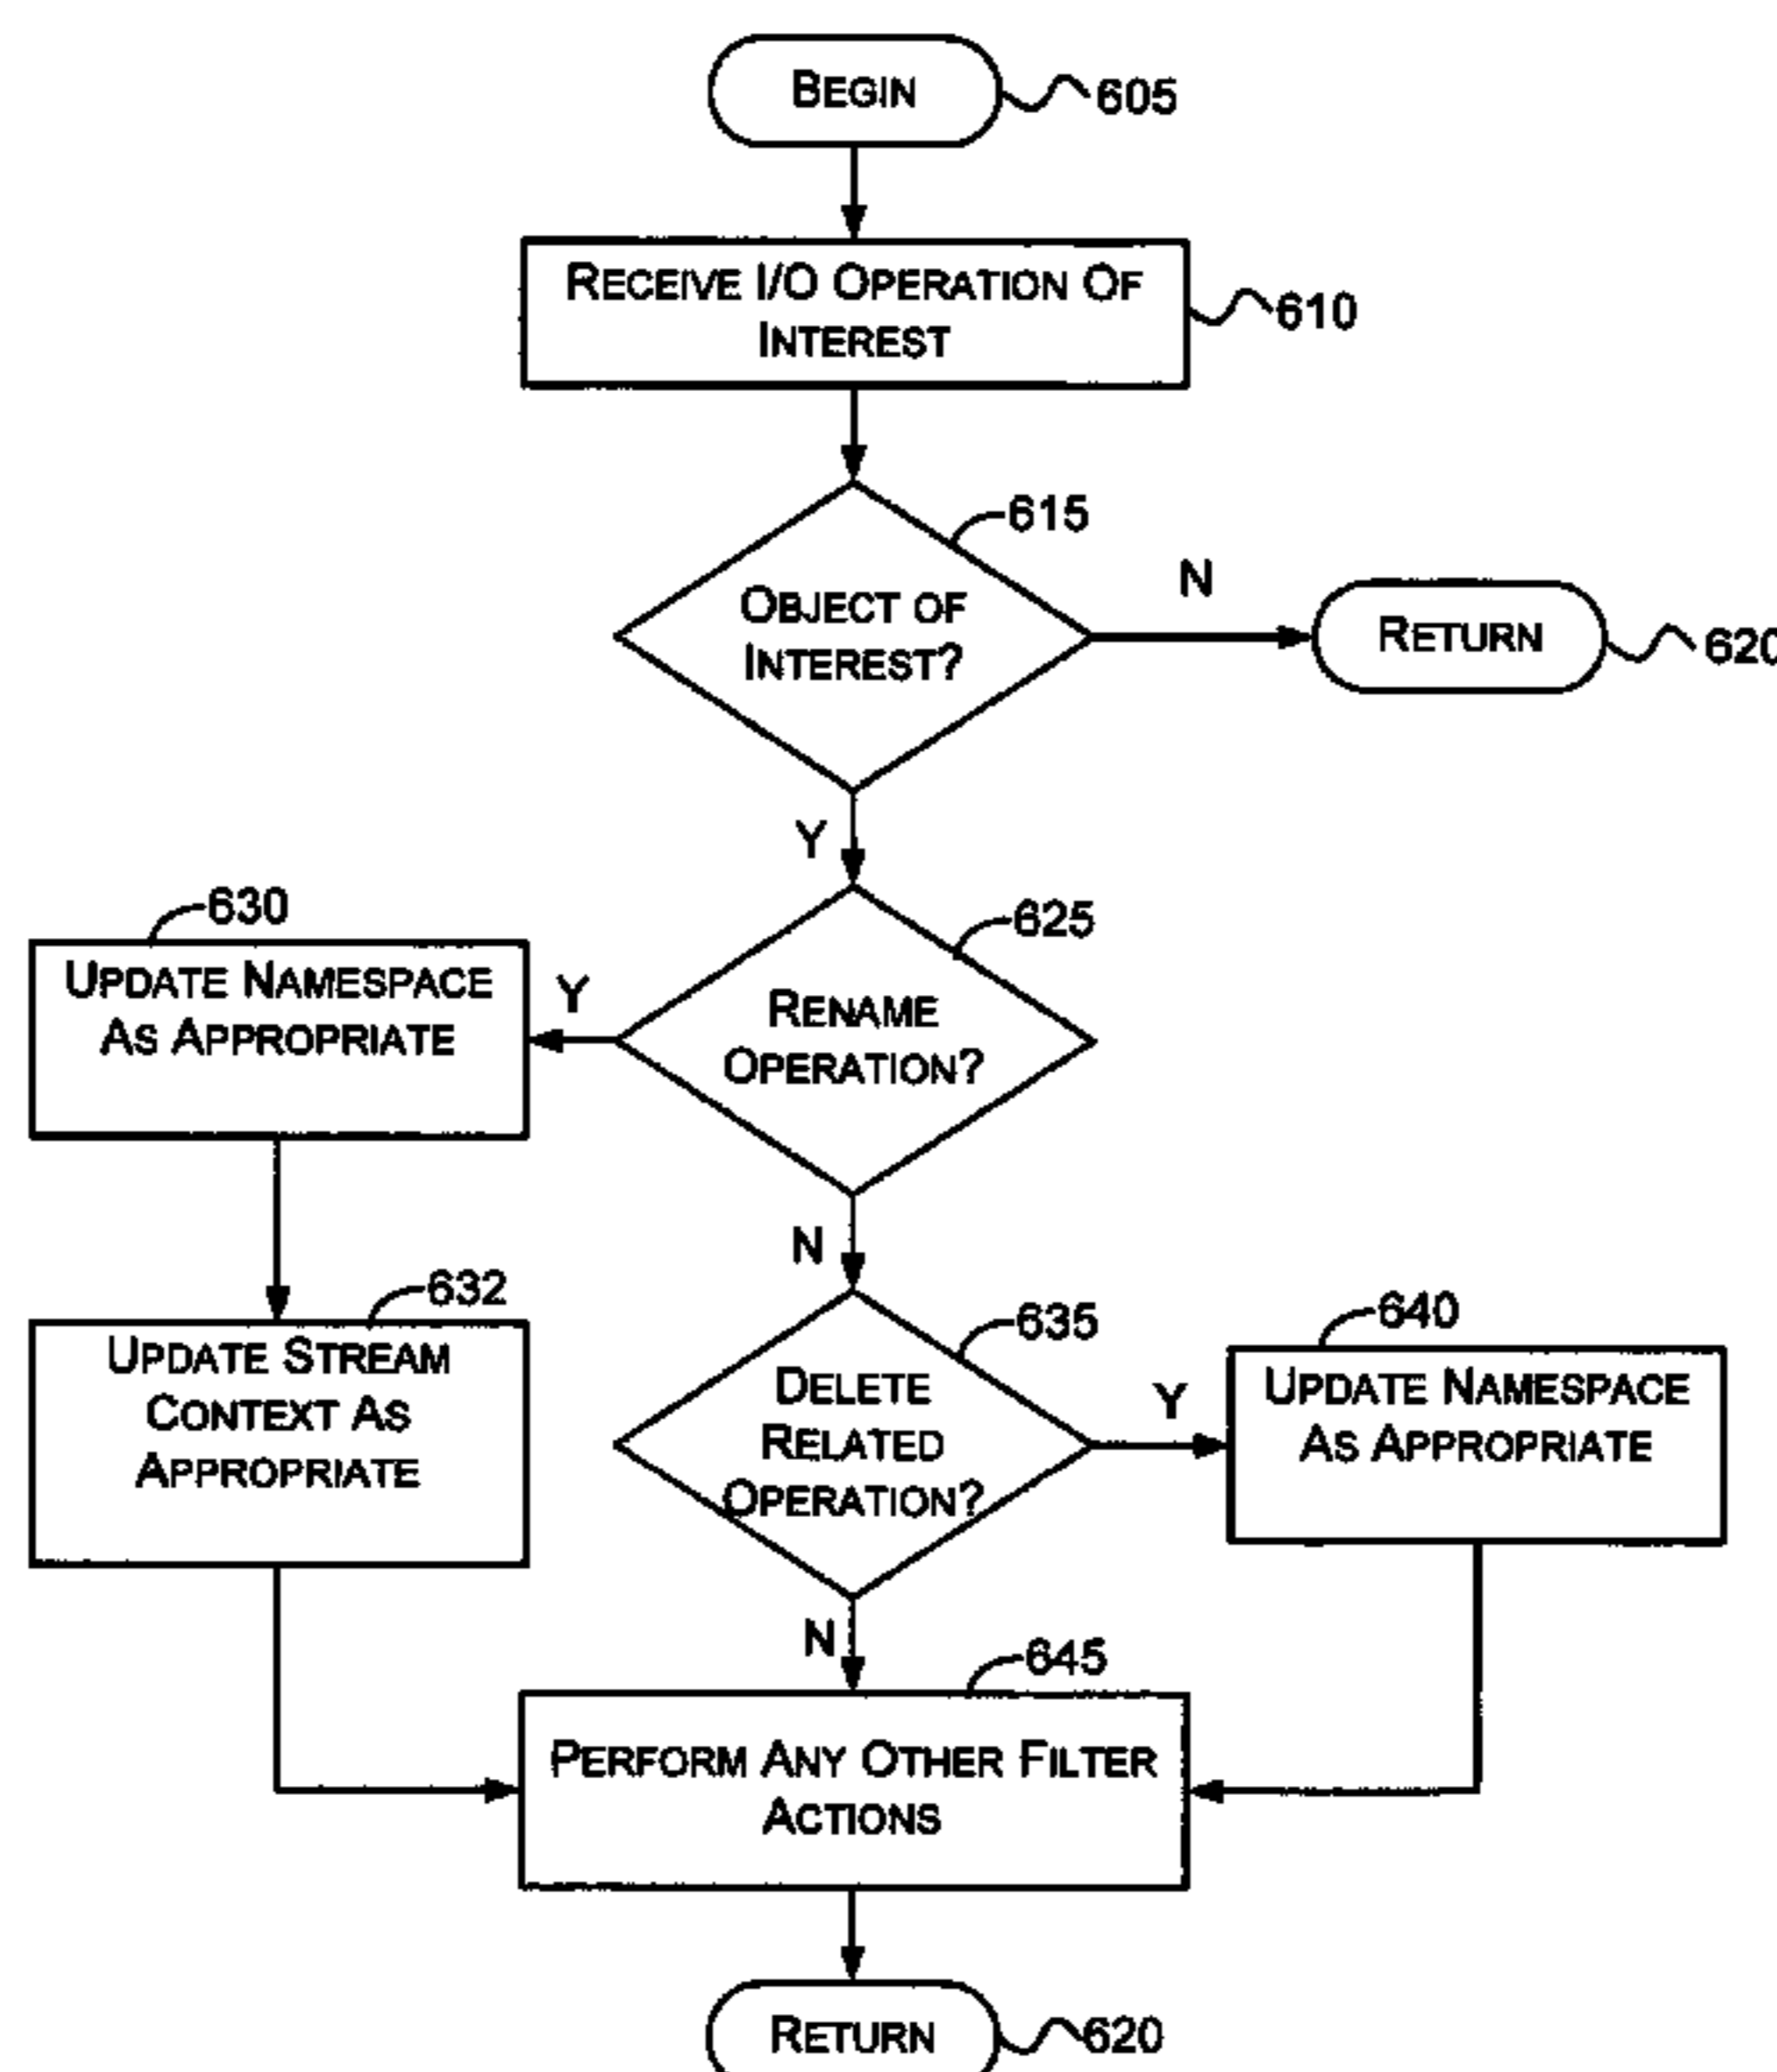 BEGIN
605
RECEIVE I/O OPERATION OF
INTEREST
610
615
OBJECT OF
INTEREST?
N
RETURN
620
Y
630
625
UPDATE NAMESPACE
AS APPROPRIATE
Y
RENAME
OPERATION?
N
632
635
640
UPDATE STREAM
CONTEXT AS
APPROPRIATE
DELETE
RELATED
OPERATION?
Y
UPDATE NAMESPACE
AS APPROPRIATE
N
645
PERFORM ANY OTHER FILTER
ACTIONS
RETURN
620